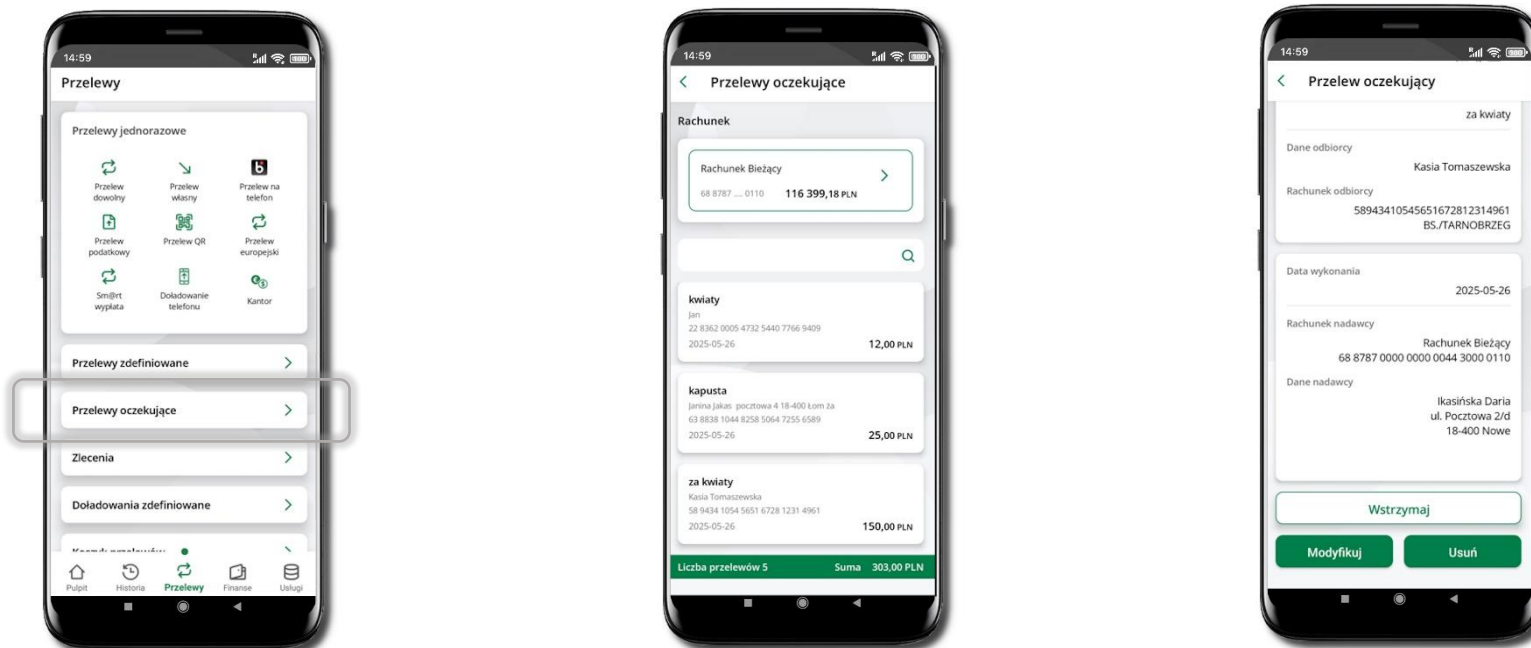 14:59
Przelewy
Przelewy jednorazowe
Przelew dowolny
Przelew własny
Przelew na telefon
Przelew podatkowy
Przelew QR
Przelew europejski
Sm@rt wypłata
Doładowanie telefonu
Kantor
Przelewy zdefiniowane
Przelewy oczekujące
Zlecenia
Doładowania zdefiniowane
Koszyk przelewów
Pulpit Historia Przelewy Finanse Usługi
14:59
Przelewy oczekujące
Rachunek
Rachunek Bieżący
68 8787 .... 0110 116 399,18 PLN
kwiaty
Jan
22 8362 0005 4732 5440 7766 9409
2025-05-26 12,00 PLN
kapusta
Janina Jakas pocztowa 4 18-400 Łom ża
63 8838 1044 8258 5064 7255 6589
2025-05-26 25,00 PLN
za kwiaty
Kasia Tomaszewska
58 9434 1054 5651 6728 1231 4961
2025-05-26 150,00 PLN
Liczba przelewów 5 Suma 303,00 PLN
14:59
Przelew oczekujący
za kwiaty
Dane odbiorcy
Kasia Tomaszewska
Rachunek odbiorcy
58943410545651672812314961
BS./TARNOBRZEG
Data wykonania
2025-05-26
Rachunek nadawcy
Rachunek Bieżący
68 8787 0000 0000 0044 3000 0110
Dane nadawcy
Ikasińska Daria
ul. Pocztowa 2/d
18-400 Nowe
Wstrzymaj
Modyfikuj Usuń